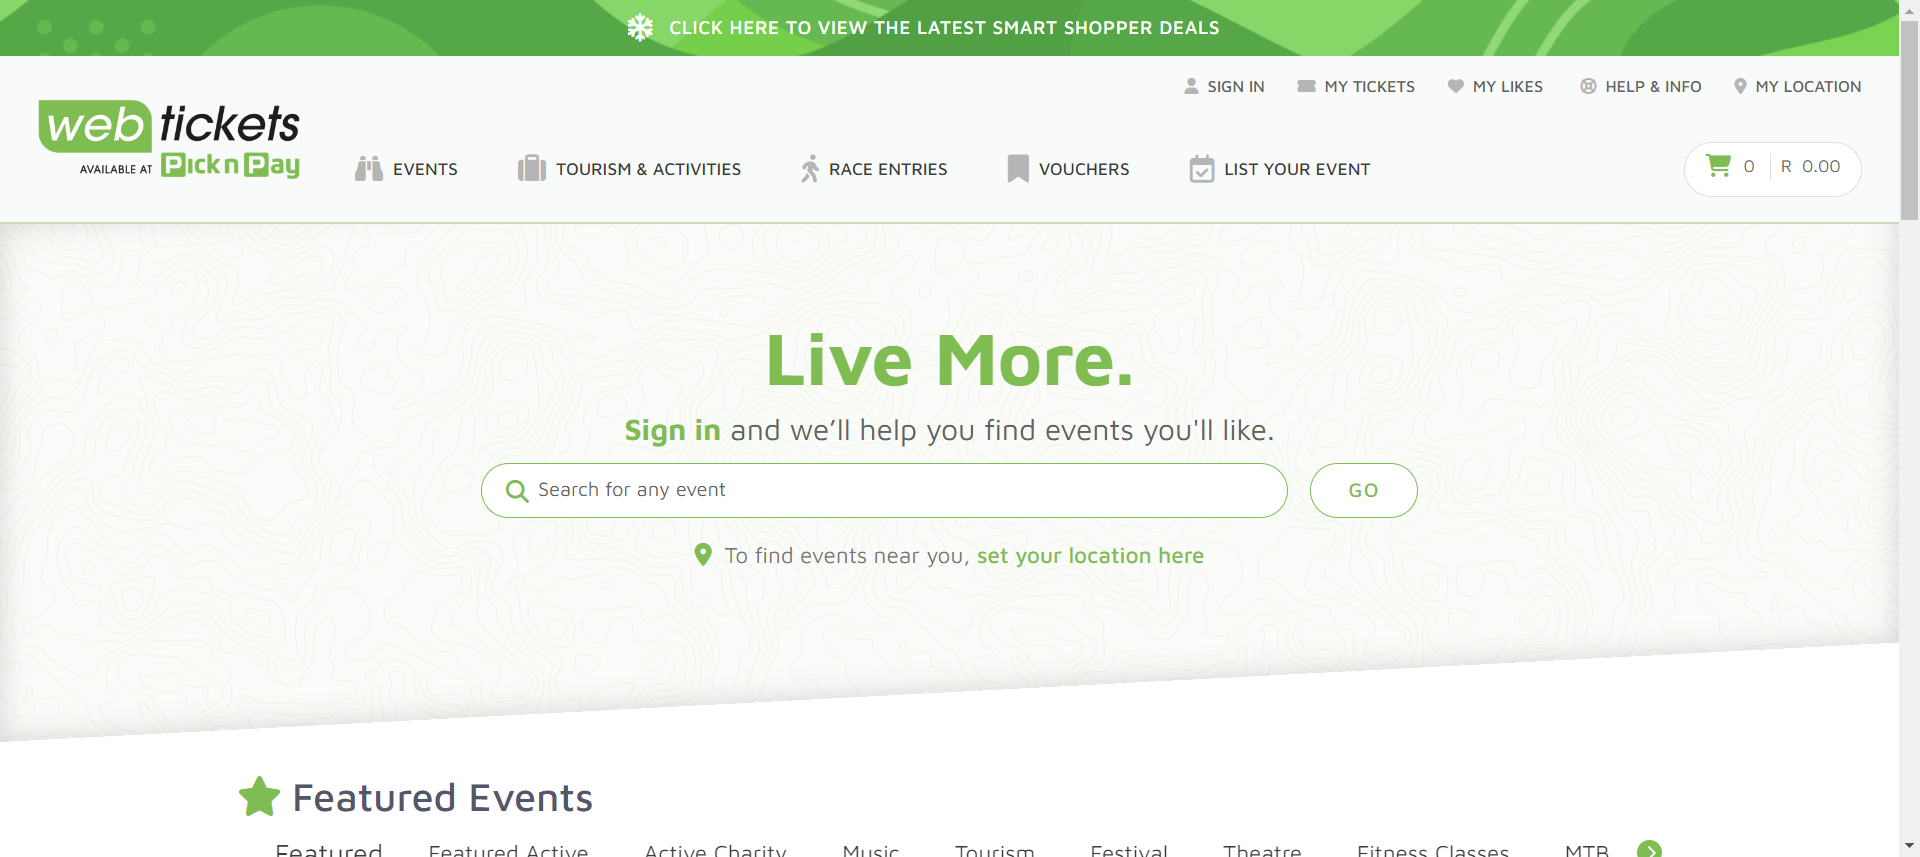 CLICK HERE TO VIEW THE LATEST SMART SHOPPER DEALS
SIGN IN MY TICKETS MY LIKES HELP & INFO MY LOCATION
web tickets
AVAILABLE AT Pick n Pay
EVENTS TOURISM & ACTIVITIES RACE ENTRIES VOUCHERS LIST YOUR EVENT
0 R 0.00
Live More.
Sign in and we’ll help you find events you'll like.
Search for any event GO
To find events near you, set your location here
Featured Events
Featured Featured Active Active Charity Music Tourism Festival Theatre Fitness Classes MTB